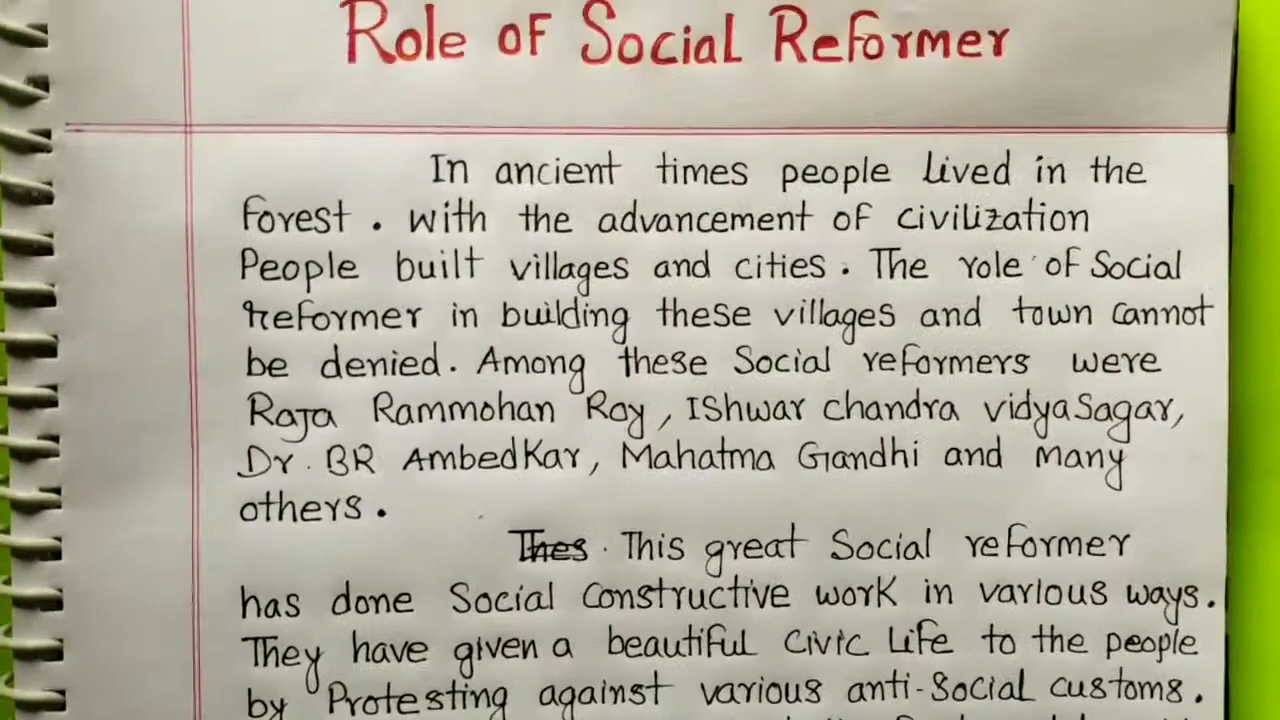 Role of Social Reformer
In ancient times people lived in the
forest. with the advancement of civilization
People built villages and cities. The role of Social
reformer in building these villages and town cannot
be denied. Among these Social reformers were
Raja Rammohan Roy, Ishwar chandra vidyasagar,
Dr. BR Ambedkar, Mahatma Gandhi and many
others.
Thes. This great Social reformer
has done Social Constructive work in various ways.
They have given a beautiful Civic Life to the people
by Protesting against various anti-Social customs.